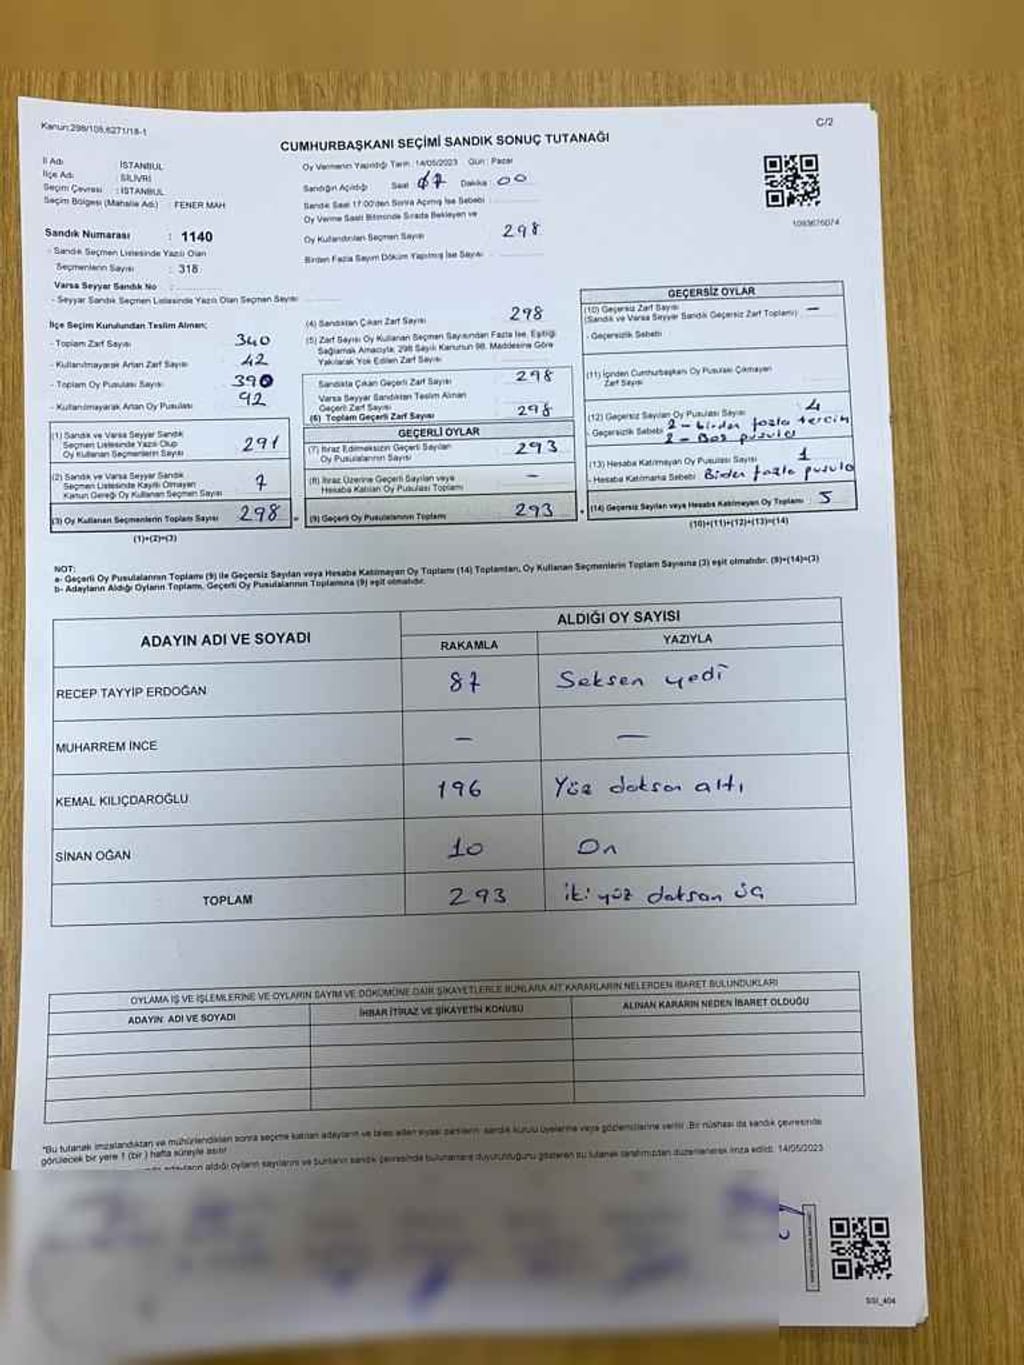 Kanun:298/108,6271/18-1
C/2
CUMHURBAŞKANI SEÇİMİ SANDIK SONUÇ TUTANAĞI
İl Adı : İSTANBUL
İlçe Adı : SİLİVRİ
Seçim Çevresi : İSTANBUL
Seçim Bölgesi (Mahalle Adı) : FENER MAH
Sandık Numarası : 1140
- Sandık Seçmen Listesinde Yazılı Olan
Seçmenlerin Sayısı : 318
Varsa Seyyar Sandık No :
- Seyyar Sandık Seçmen Listesinde Yazılı Olan Seçmen Sayısı
Oy Vermenin Yapıldığı Tarih : 14/05/2023 Gün : Pazar
Sandığın Açıldığı Saat 07 Dakika 00
Sandık Saat 17:00'den Sonra Açılmış İse Sebebi
Oy Verme Saati Bitiminde Sırada Bekleyen ve
Oy Kullandırılan Seçmen Sayısı 298
Birden Fazla Sayım Döküm Yapılmış İse Sayısı
1093676074
İlçe Seçim Kurulundan Teslim Alınan;
- Toplam Zarf Sayısı 340
- Kullanılmayarak Artan Zarf Sayısı 42
- Toplam Oy Pusulası Sayısı 390
- Kullanılmayarak Artan Oy Pusulası 92
(1) Sandık ve Varsa Seyyar Sandık
Seçmen Listesinde Yazılı Olup
Oy Kullanan Seçmenlerin Sayısı 291
(2) Sandık ve Varsa Seyyar Sandık
Seçmen Listesinde Kayıtlı Olmayan
Kanun Gereği Oy Kullanan Seçmen Sayısı 7
(3) Oy Kullanan Seçmenlerin Toplam Sayısı 298
(1)+(2)=(3)
(4) Sandıktan Çıkan Zarf Sayısı 298
(5) Zarf Sayısı Oy Kullanan Seçmen Sayısından Fazla İse, Eşitliği
Sağlamak Amacıyla; 298 Sayılı Kanunun 98. Maddesine Göre
Yakılarak Yok Edilen Zarf Sayısı
Sandıkta Çıkan Geçerli Zarf Sayısı 298
Varsa Seyyar Sandıktan Teslim Alınan
Geçerli Zarf Sayısı
(6) Toplam Geçerli Zarf Sayısı 298
GEÇERLİ OYLAR
(7) İtiraz Edilmeksizin Geçerli Sayılan
Oy Pusulalarının Sayısı 293
(8) İtiraz Üzerine Geçerli Sayılan veya
Hesaba Katılan Oy Pusulası Toplamı —
(9) Geçerli Oy Pusulalarının Toplamı 293
GEÇERSİZ OYLAR
(10) Geçersiz Zarf Sayısı
(Sandık ve Varsa Seyyar Sandık Geçersiz Zarf Toplamı) —
- Geçersizlik Sebebi
(11) İçinden Cumhurbaşkanı Oy Pusulası Çıkmayan
Zarf Sayısı
(12) Geçersiz Sayılan Oy Pusulası Sayısı 4
- Geçersizlik Sebebi 2 - birden fazla tercih
2 - Boş pusula
(13) Hesaba Katılmayan Oy Pusulası Sayısı 1
- Hesaba Katılmama Sebebi Birden fazla pusula
(14) Geçersiz Sayılan veya Hesaba Katılmayan Oy Toplamı 5
(10)+(11)+(12)+(13)=(14)
NOT:
a- Geçerli Oy Pusulalarının Toplamı (9) ile Geçersiz Sayılan veya Hesaba Katılmayan Oy Toplamı (14) Toplamları, Oy Kullanan Seçmenlerin Toplam Sayısına (3) eşit olmalıdır. (9)+(14)=(3)
b- Adayların Aldığı Oyların Toplamı, Geçerli Oy Pusulalarının Toplamına (9) eşit olmalıdır.
ADAYIN ADI VE SOYADI
ALDIĞI OY SAYISI
RAKAMLA YAZIYLA
RECEP TAYYİP ERDOĞAN 87 Seksen yedi
MUHARREM İNCE — —
KEMAL KILIÇDAROĞLU 196 Yüz doksan altı
SİNAN OĞAN 10 On
TOPLAM 293 iki yüz doksan üç
OYLAMA İŞ VE İŞLEMLERİNE VE OYLARIN SAYIM VE DÖKÜMÜNE DAİR ŞİKAYETLERLE BUNLARA AİT KARARLARIN NELERDEN İBARET BULUNDUKLARI
ADAYIN ADI VE SOYADI
İHBAR İTİRAZ VE ŞİKAYETİN KONUSU
ALINAN KARARIN NEDEN İBARET OLDUĞU
*Bu tutanak imzalandıktan ve mühürlendikten sonra seçime katılan adayların ve talep eden siyasi partilerin sandık kurulu üyelerine veya gözlemcilerine verilir. Bir nüshası da sandık çevresinde
görülecek bir yere 1 (bir) hafta süreyle asılır
adayların aldığı oyların sayılarını ve bunların sandık çevresinde bulunanlara duyurulduğunu gösteren bu tutanak tarafımızdan düzenlenerek imza edildi. 14/05/2023
SSI_404